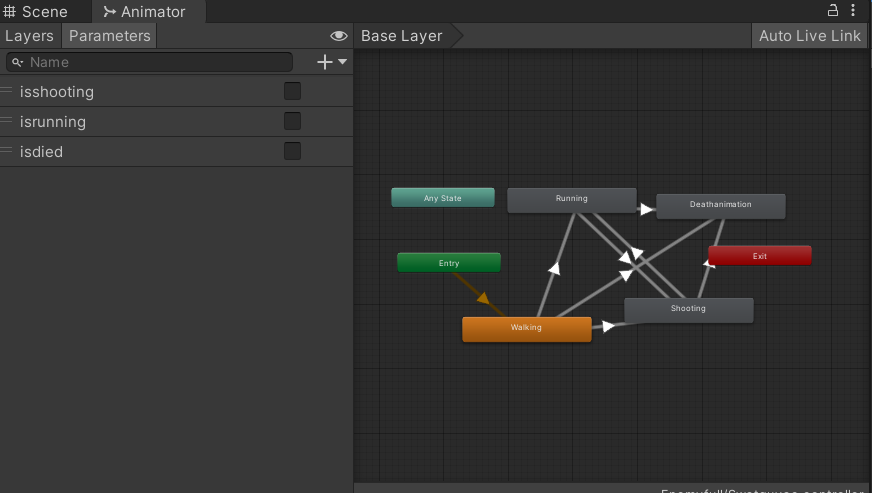 Scene Animator
Layers Parameters Base Layer Auto Live Link
Name
isshooting
isrunning
isdied
Any State Running Deathanimation
Entry Exit
Walking Shooting